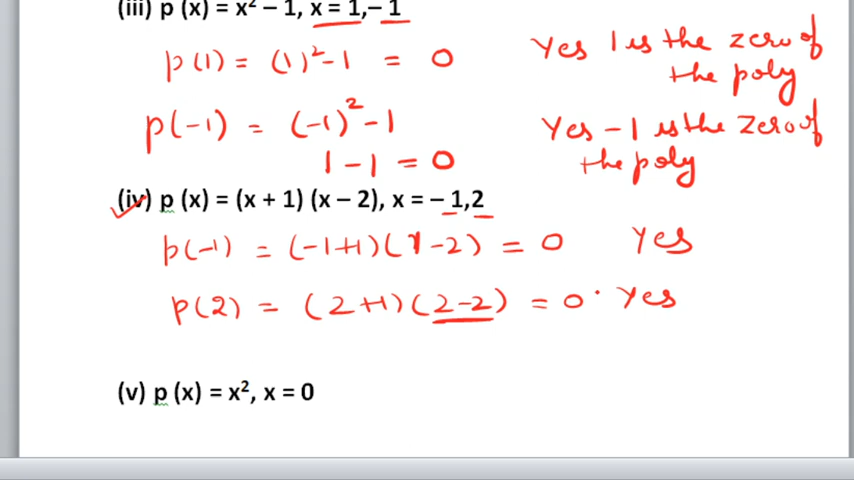 (iii) p (x) = x² – 1, x = 1,– 1
p(1) = (1)²-1 = 0 Yes 1 is the zero of
the poly
p(-1) = (-1)²-1 Yes -1 is the zero of
1-1 = 0 the poly
(iv) p (x) = (x + 1) (x – 2), x = – 1,2
p(-1) = (-1+1)(1-2) = 0 Yes
p(2) = (2+1)(2-2) = 0. Yes
(v) p (x) = x², x = 0